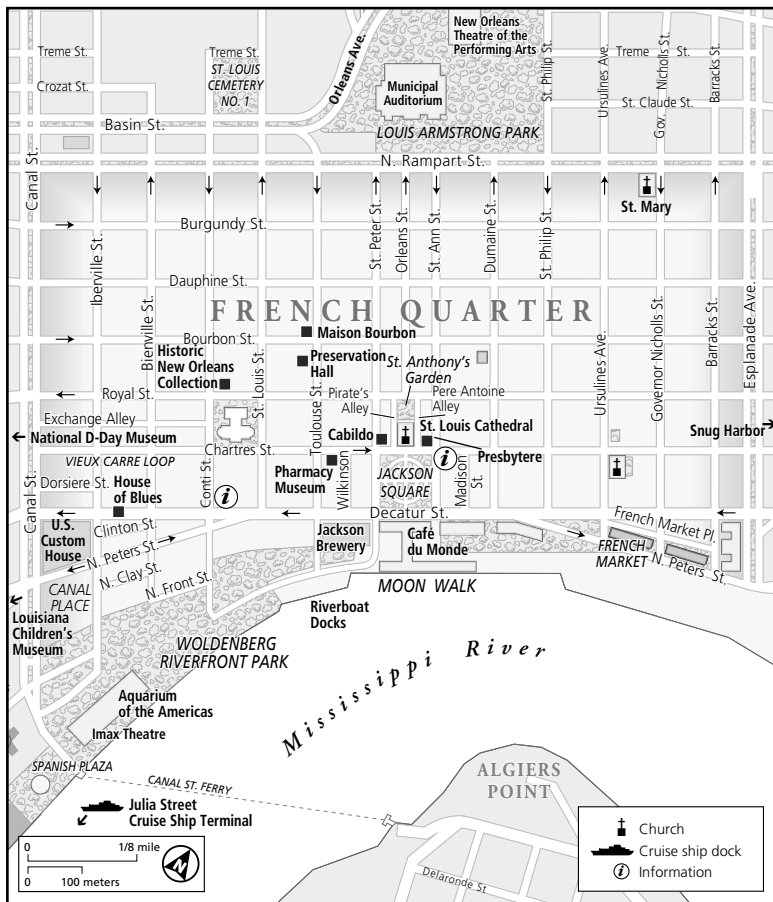 New Orleans
Theatre of the
Performing Arts
Treme St.
Treme St.
ST. LOUIS
CEMETERY
NO. 1
Crozat St.
Orleans Ave.
Municipal
Auditorium
St. Philip St.
Ursulines Ave.
Treme St.
Gov. Nicholls St.
Barracks St.
St. Claude St.
Basin St.
LOUIS ARMSTRONG PARK
Canal St.
N. Rampart St.
St. Mary
Burgundy St.
Iberville St.
St. Peter St.
Orleans St.
St. Ann St.
Dumaine St.
St. Philip St.
Dauphine St.
FRENCH QUARTER
Bienville St.
Bourbon St.
Maison Bourbon
Ursulines Ave.
Governor Nicholls St.
Barracks St.
Esplanade Ave.
Historic
New Orleans
Collection
St. Louis St.
Preservation
Hall
St. Anthony's
Garden
Toulouse St.
Royal St.
Pirate's
Alley
Pere Antoine
Alley
Exchange Alley
National D-Day Museum
Cabildo
St. Louis Cathedral
Snug Harbor
Chartres St.
Presbytere
VIEUX CARRE LOOP
Conti St.
Pharmacy
Museum
Wilkinson
JACKSON
SQUARE
Madison
St.
Dorsiere St.
House
of Blues
i
i
Canal St.
Decatur St.
U.S.
Custom
House
Clinton St.
N. Peters St.
Jackson
Brewery
Café
du Monde
French Market Pl.
FRENCH
MARKET
N. Peters St.
N. Clay St.
N. Front St.
CANAL
PLACE
MOON WALK
Louisiana
Children's
Museum
Riverboat
Docks
WOLDENBERG
RIVERFRONT PARK
Mississippi River
Aquarium
of the Americas
Imax Theatre
SPANISH PLAZA
CANAL ST. FERRY
ALGIERS
POINT
Julia Street
Cruise Ship Terminal
Delaronde St
0 1/8 mile
0 100 meters
N
Church
Cruise ship dock
i Information